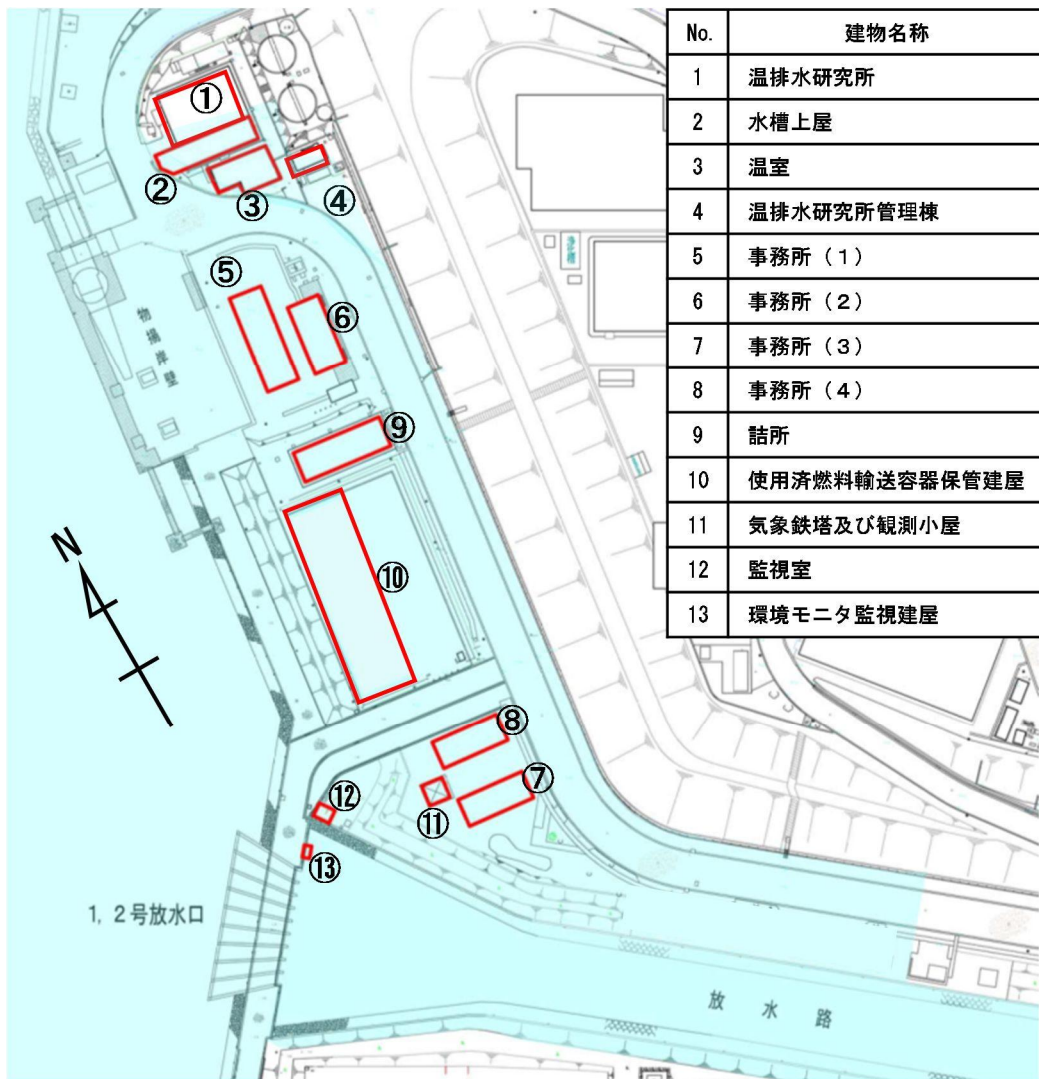 No. 建物名称
1 温排水研究所
2 水槽上屋
3 温室
4 温排水研究所管理棟
5 事務所（1）
6 事務所（2）
7 事務所（3）
8 事務所（4）
9 詰所
10 使用済燃料輸送容器保管建屋
11 気象鉄塔及び観測小屋
12 監視室
13 環境モニタ監視建屋
①
②
③
④
⑤
⑥
物揚岸壁
⑨
N
⑩
⑧
⑦
⑫
⑪
⑬
1, 2号放水口
放水路